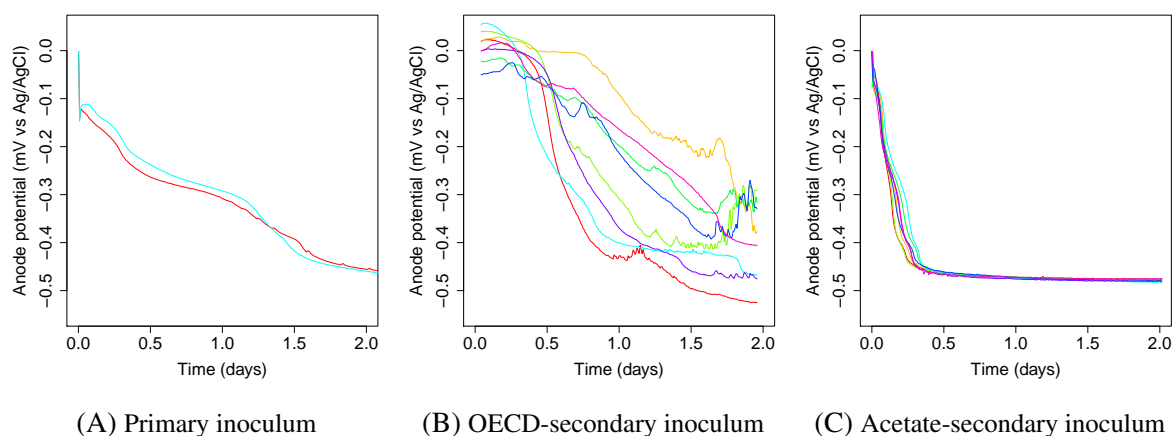 Anode potential (mV vs Ag/AgCl)
0.0
−0.1
−0.2
−0.3
−0.4
−0.5
0.0 0.5 1.0 1.5 2.0
Time (days)
(A) Primary inoculum
Anode potential (mV vs Ag/AgCl)
0.0
−0.1
−0.2
−0.3
−0.4
−0.5
0.0 0.5 1.0 1.5 2.0
Time (days)
(B) OECD-secondary inoculum
Anode potential (mV vs Ag/AgCl)
0.0
−0.1
−0.2
−0.3
−0.4
−0.5
0.0 0.5 1.0 1.5 2.0
Time (days)
(C) Acetate-secondary inoculum